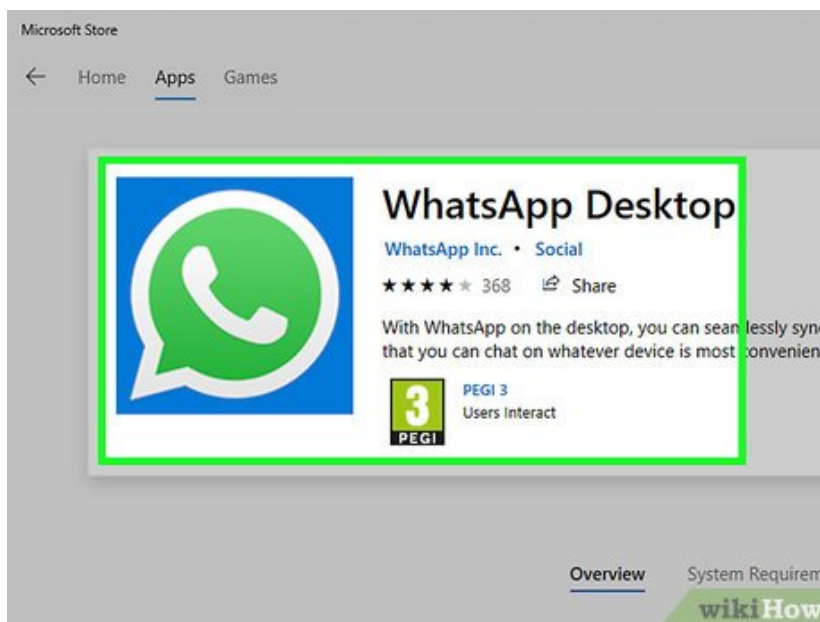 Microsoft Store
Home Apps Games
WhatsApp Desktop
WhatsApp Inc. • Social
368 Share
With WhatsApp on the desktop, you can seamlessly syn
that you can chat on whatever device is most convenien
3
PEGI
PEGI 3
Users Interact
Overview System Requirem
wikiHow